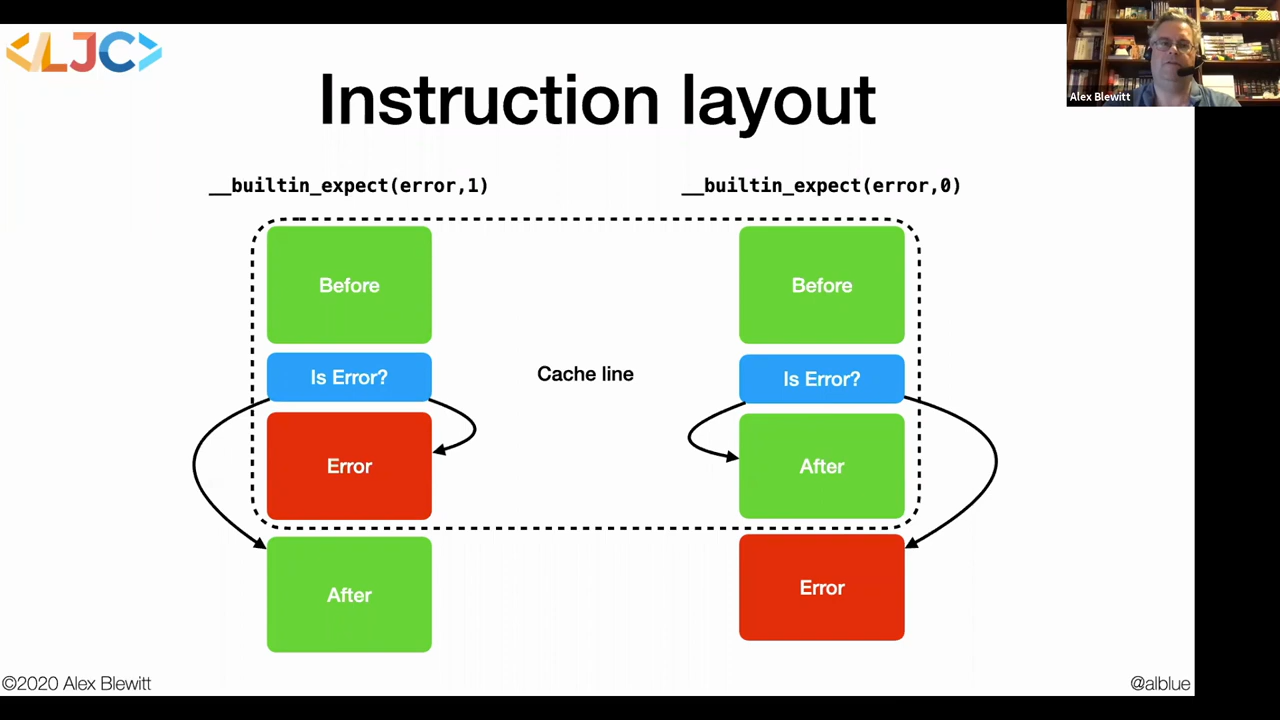 <LJC>
Alex Blewitt
Instruction layout
__builtin_expect(error,1)
__builtin_expect(error,0)
Before
Before
Is Error?
Cache line
Is Error?
Error
After
After
Error
©2020 Alex Blewitt
@alblue